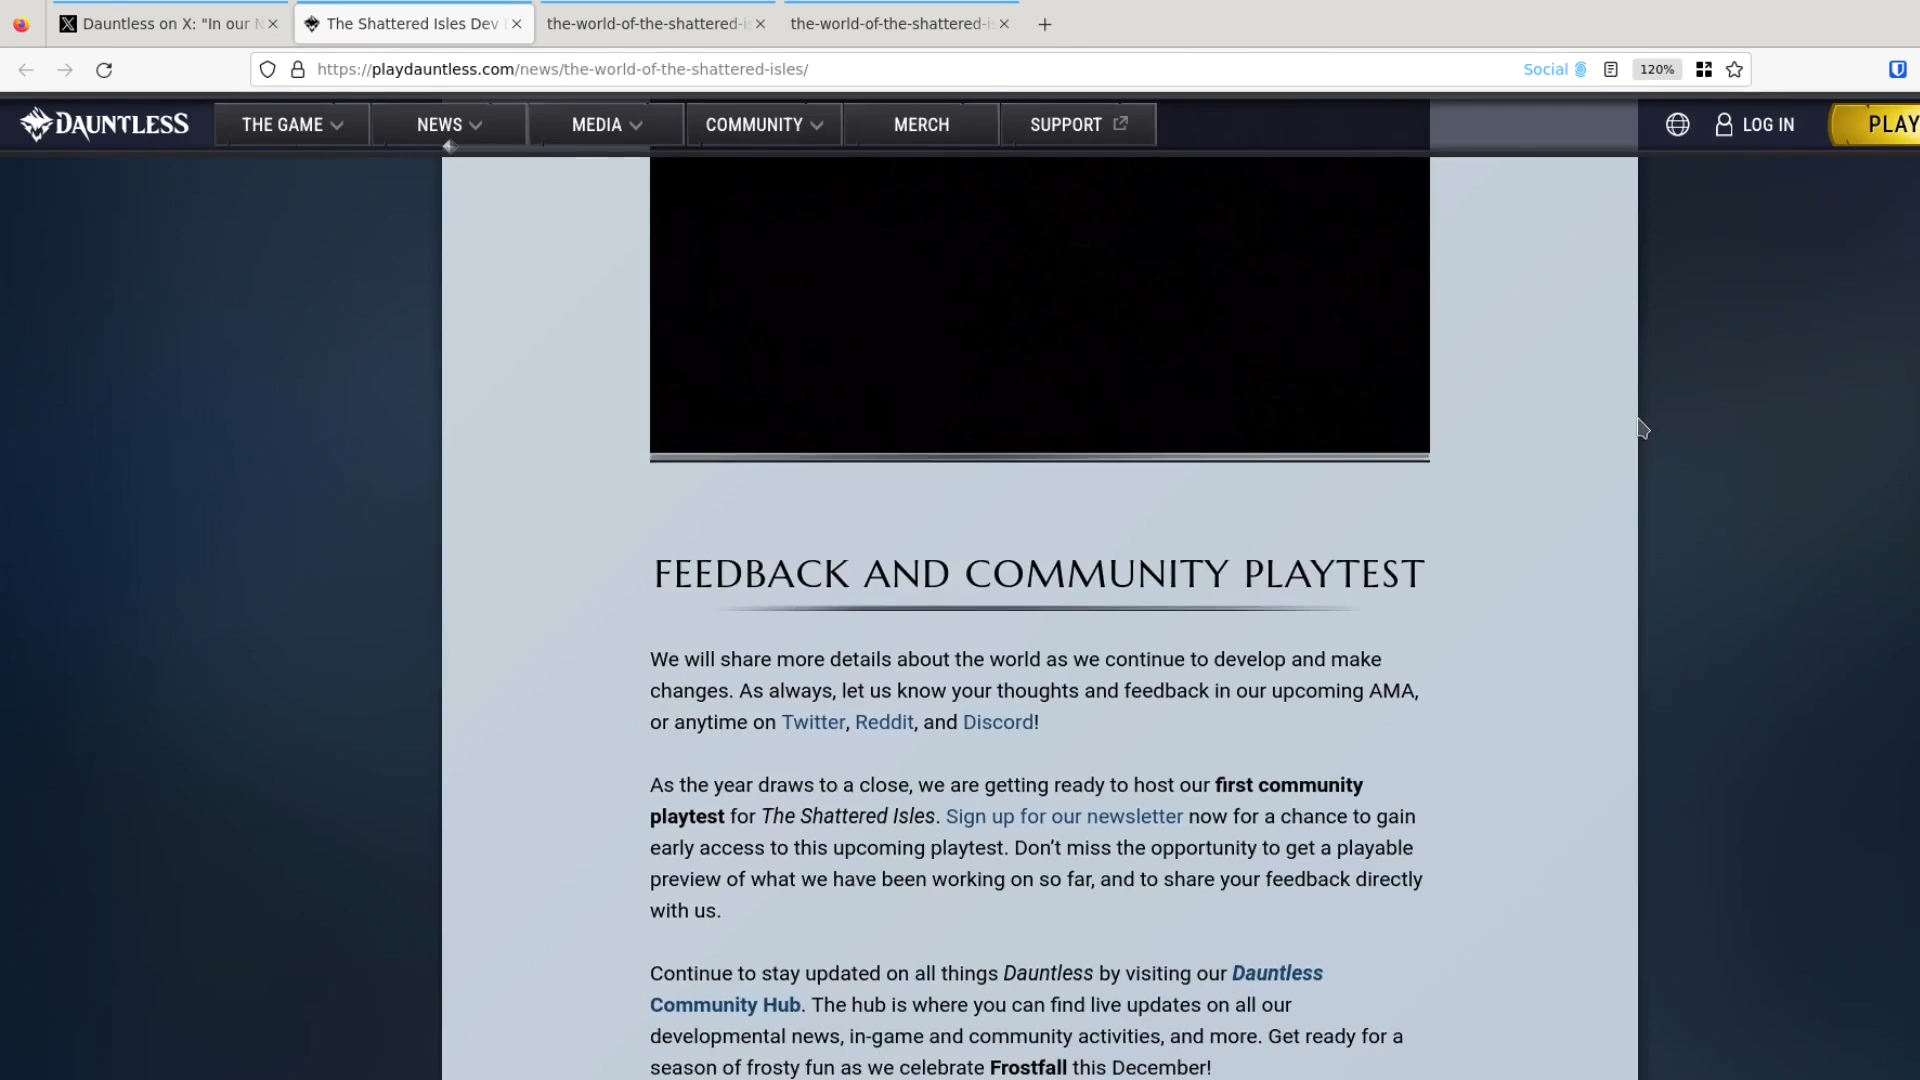 Dauntless on X: "In our N
The Shattered Isles Dev
the-world-of-the-shattered-is
the-world-of-the-shattered-is
https://playdauntless.com/news/the-world-of-the-shattered-isles/
Social
120%
DAUNTLESS
THE GAME
NEWS
MEDIA
COMMUNITY
MERCH
SUPPORT
LOG IN
PLAY
FEEDBACK AND COMMUNITY PLAYTEST
We will share more details about the world as we continue to develop and make
changes. As always, let us know your thoughts and feedback in our upcoming AMA,
or anytime on Twitter, Reddit, and Discord!
As the year draws to a close, we are getting ready to host our first community
playtest for The Shattered Isles. Sign up for our newsletter now for a chance to gain
early access to this upcoming playtest. Don’t miss the opportunity to get a playable
preview of what we have been working on so far, and to share your feedback directly
with us.
Continue to stay updated on all things Dauntless by visiting our Dauntless
Community Hub. The hub is where you can find live updates on all our
developmental news, in-game and community activities, and more. Get ready for a
season of frosty fun as we celebrate Frostfall this December!